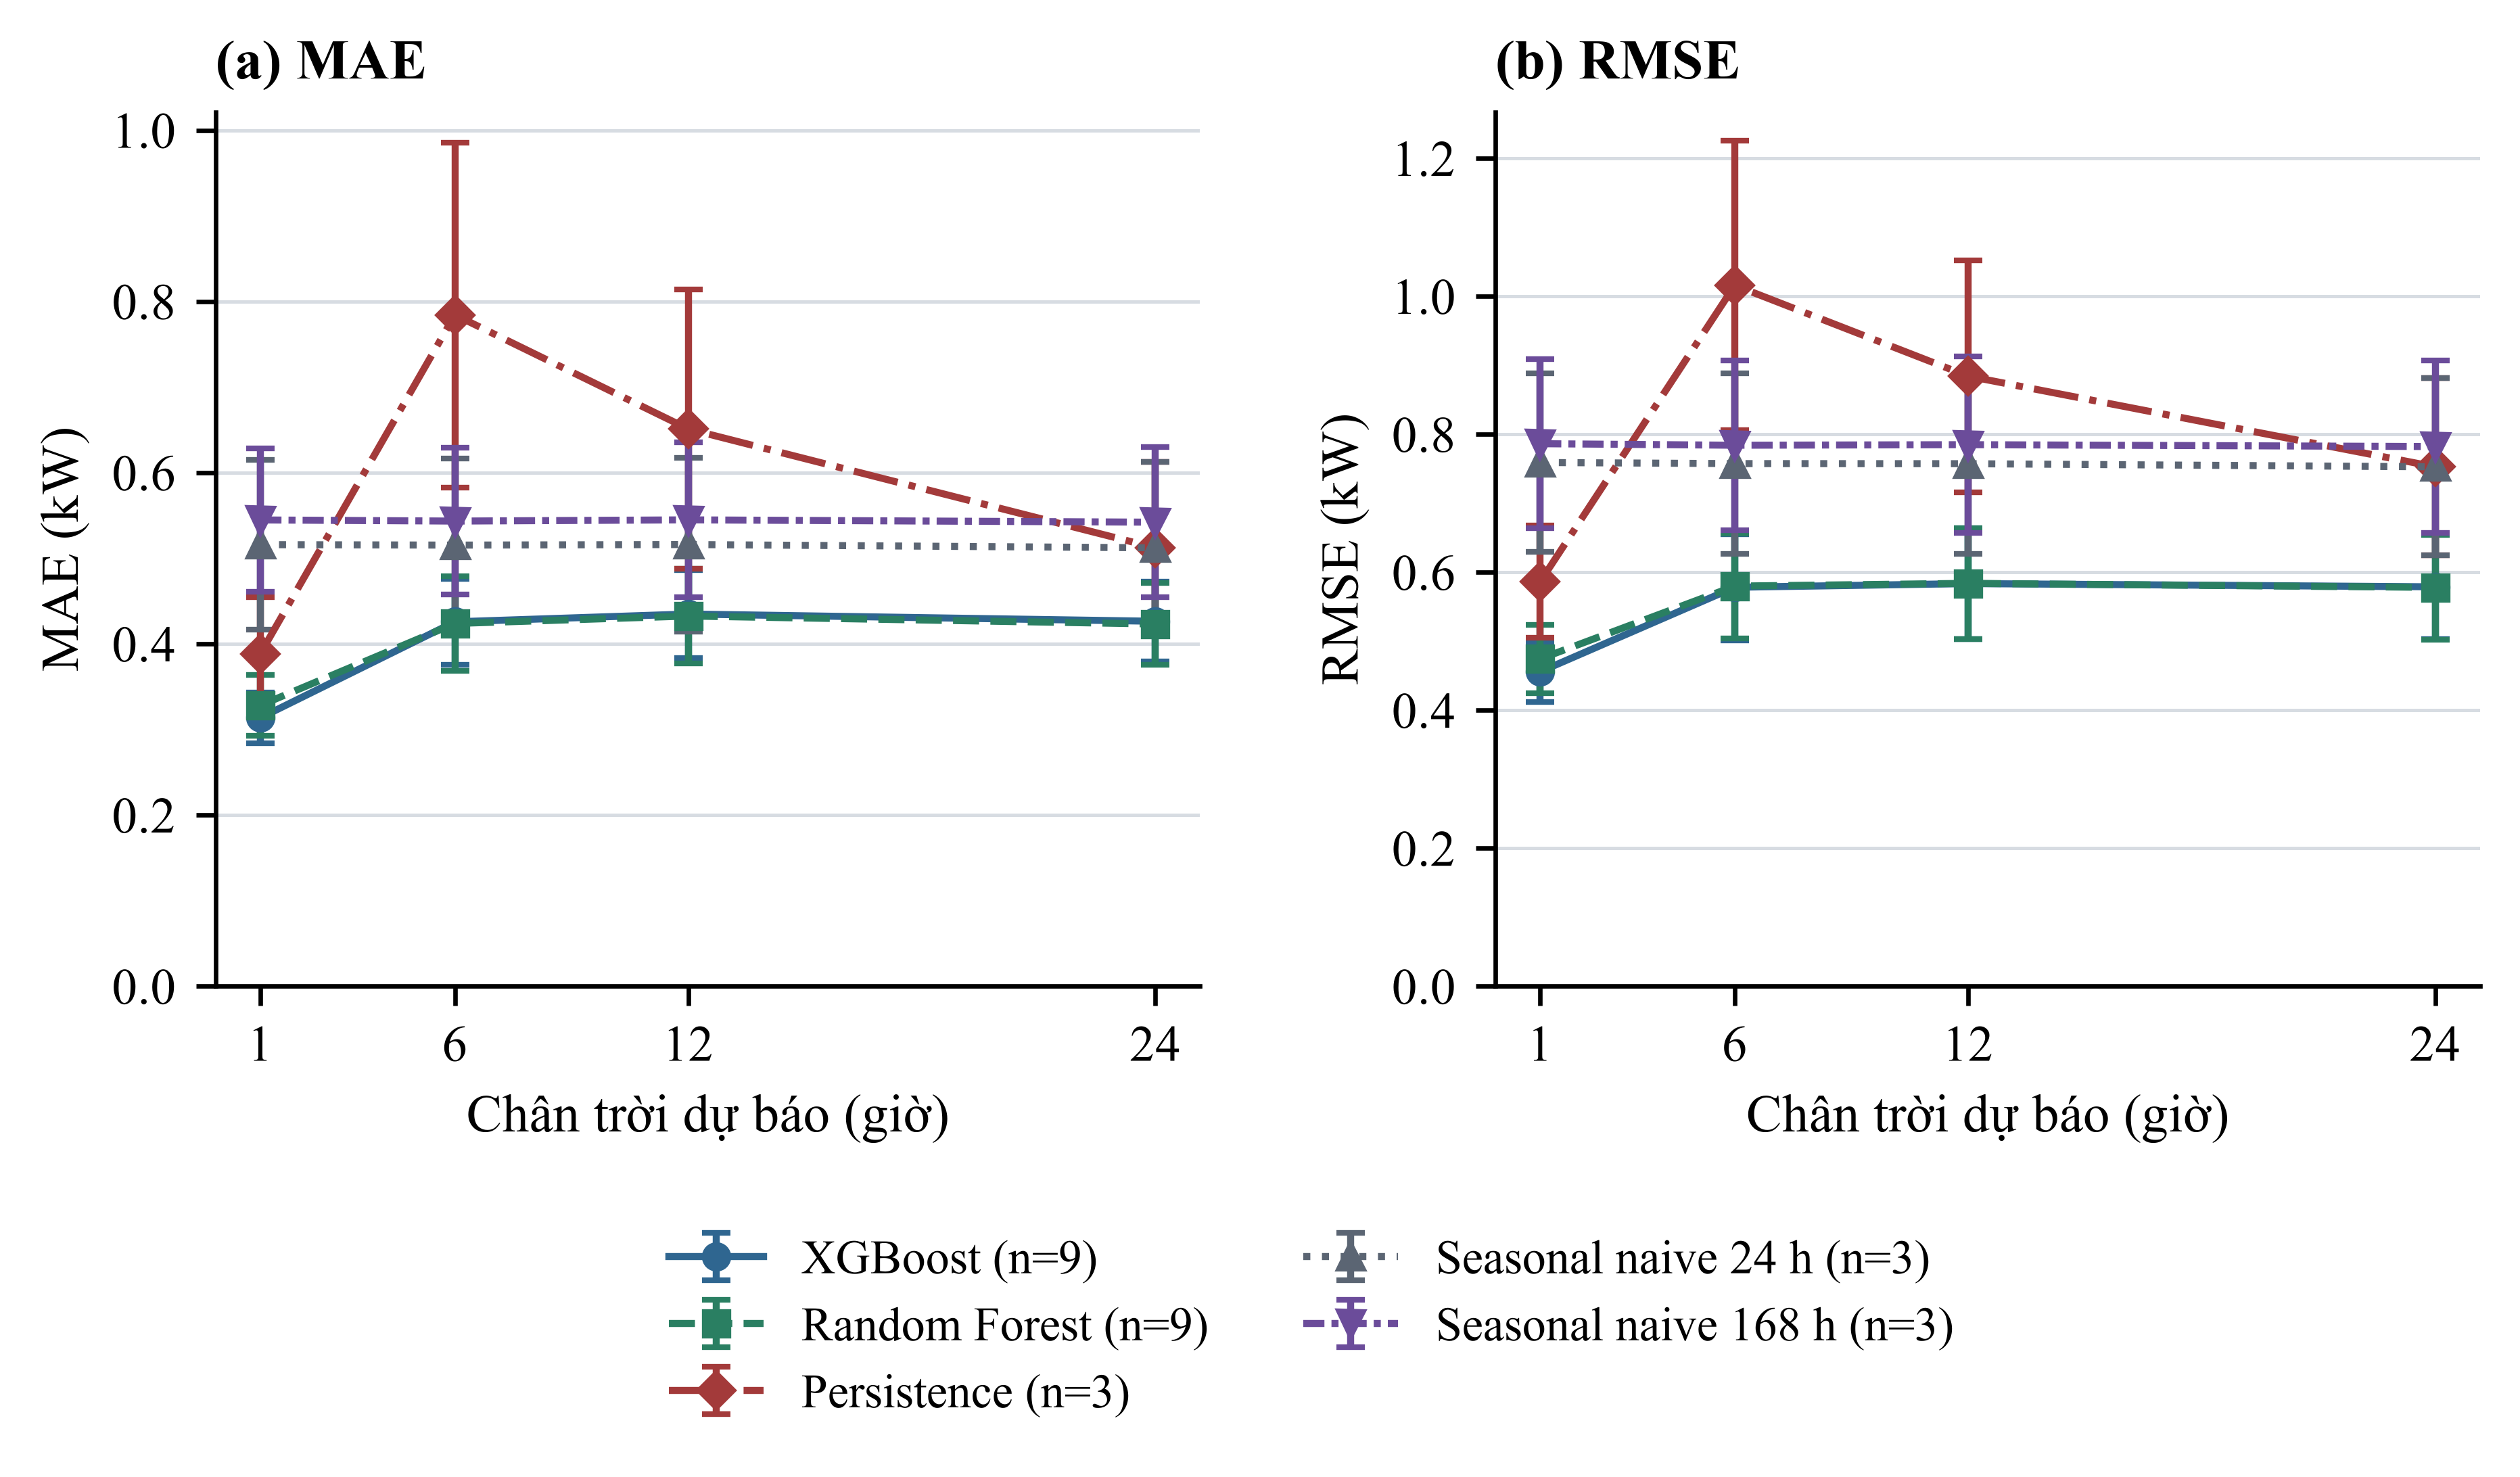 (a) MAE
1.0
0.8
0.6
0.4
0.2
0.0
MAE (kW)
1 6 12 24
Chân trời dự báo (giờ)
(b) RMSE
1.2
1.0
0.8
0.6
0.4
0.2
0.0
RMSE (kW)
1 6 12 24
Chân trời dự báo (giờ)
XGBoost (n=9)
Random Forest (n=9)
Persistence (n=3)
Seasonal naive 24 h (n=3)
Seasonal naive 168 h (n=3)